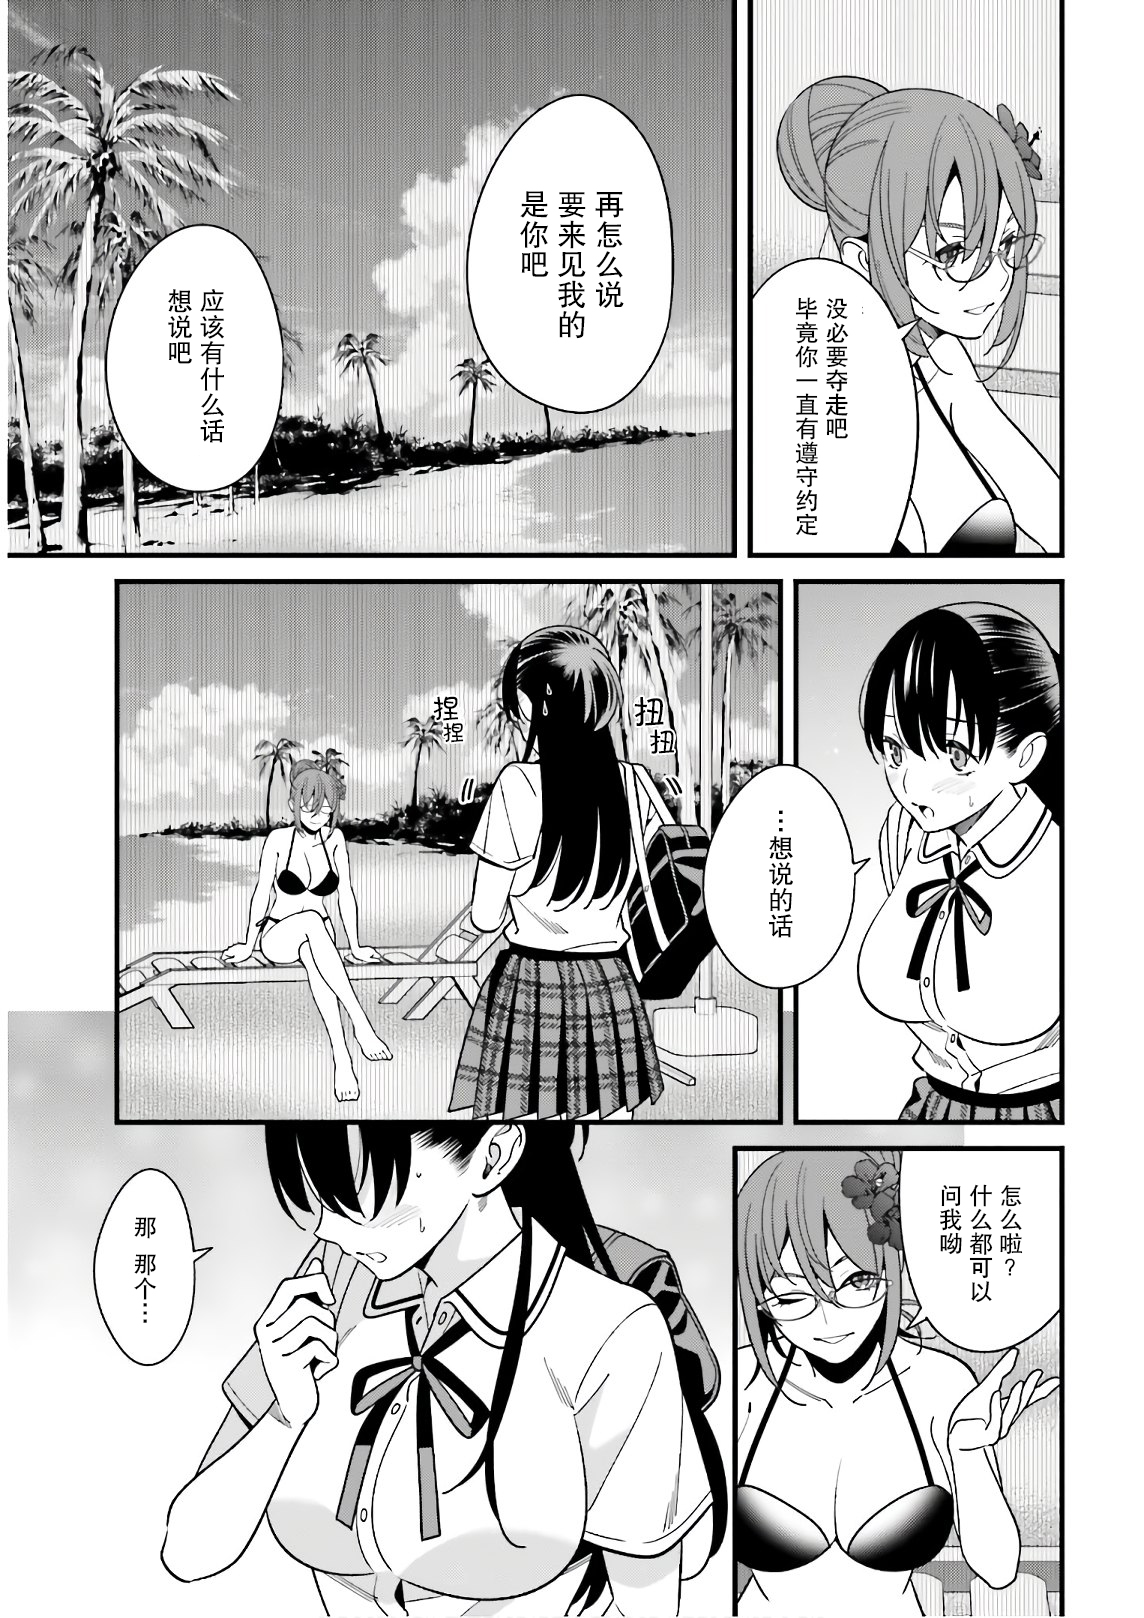 没必要夺走吧
毕竟你一直有遵守约定
再怎么说
要来见我的
是你吧
应该有什么话
想说吧
…想说的话
扭
扭
捏
捏
怎么啦？
什么都可以
问我呦
那 那个…